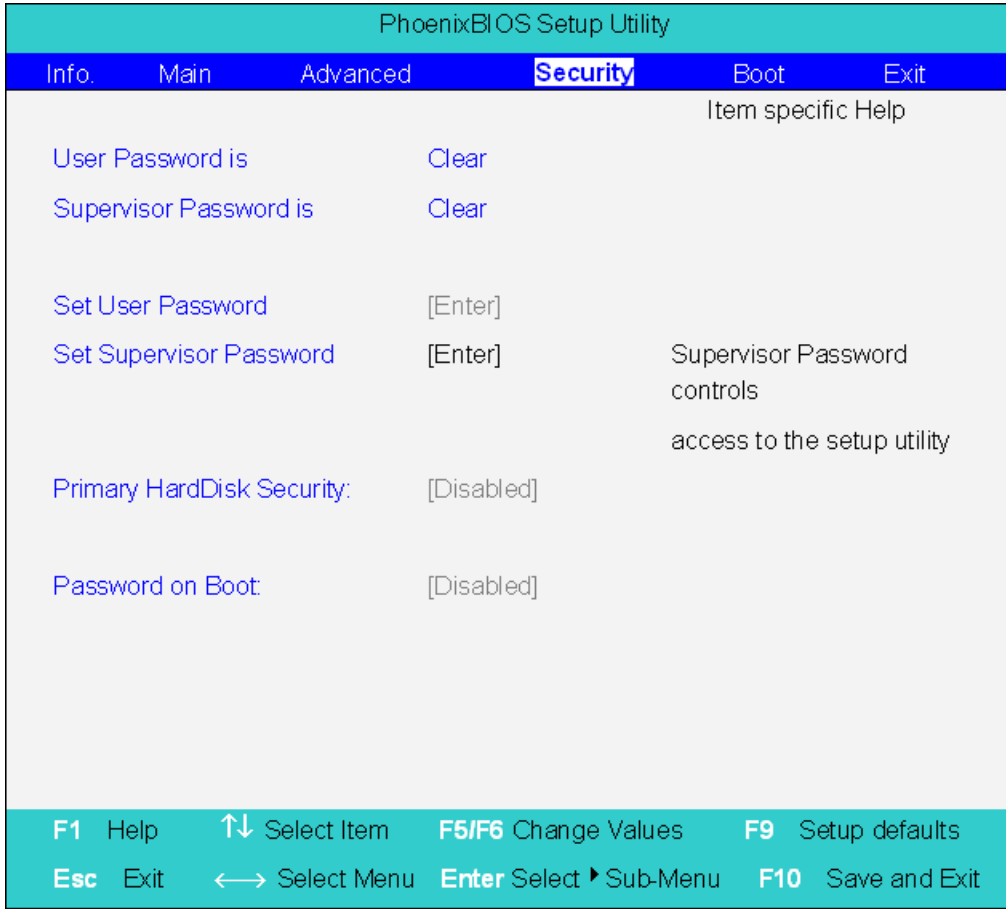 PhoenixBIOS Setup Utility
Info. Main Advanced Security Boot Exit
Item specific Help
User Password is Clear
Supervisor Password is Clear
Set User Password [Enter]
Set Supervisor Password [Enter] Supervisor Password
controls
access to the setup utility
Primary HardDisk Security: [Disabled]
Password on Boot: [Disabled]
F1 Help ↑↓ Select Item F5/F6 Change Values F9 Setup defaults
Esc Exit ←→ Select Menu Enter Select ▸ Sub-Menu F10 Save and Exit